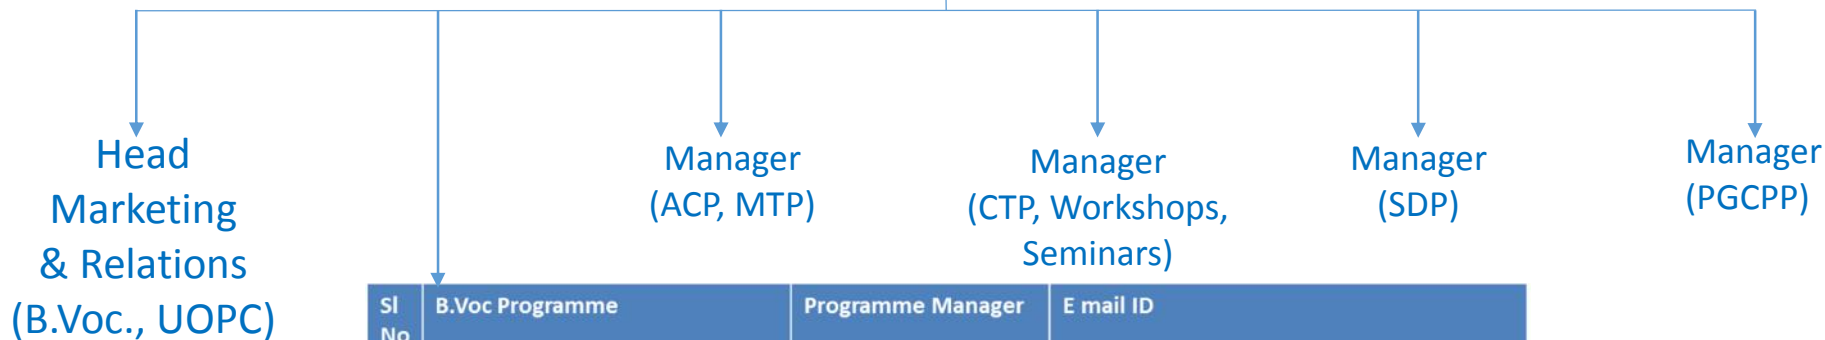 Head
Marketing
& Relations
(B.Voc., UOPC)
Manager
(ACP, MTP)
Manager
(CTP, Workshops,
Seminars)
Manager
(SDP)
Manager
(PGCPP)
Sl
No
B.Voc Programme
Programme Manager
E mail ID